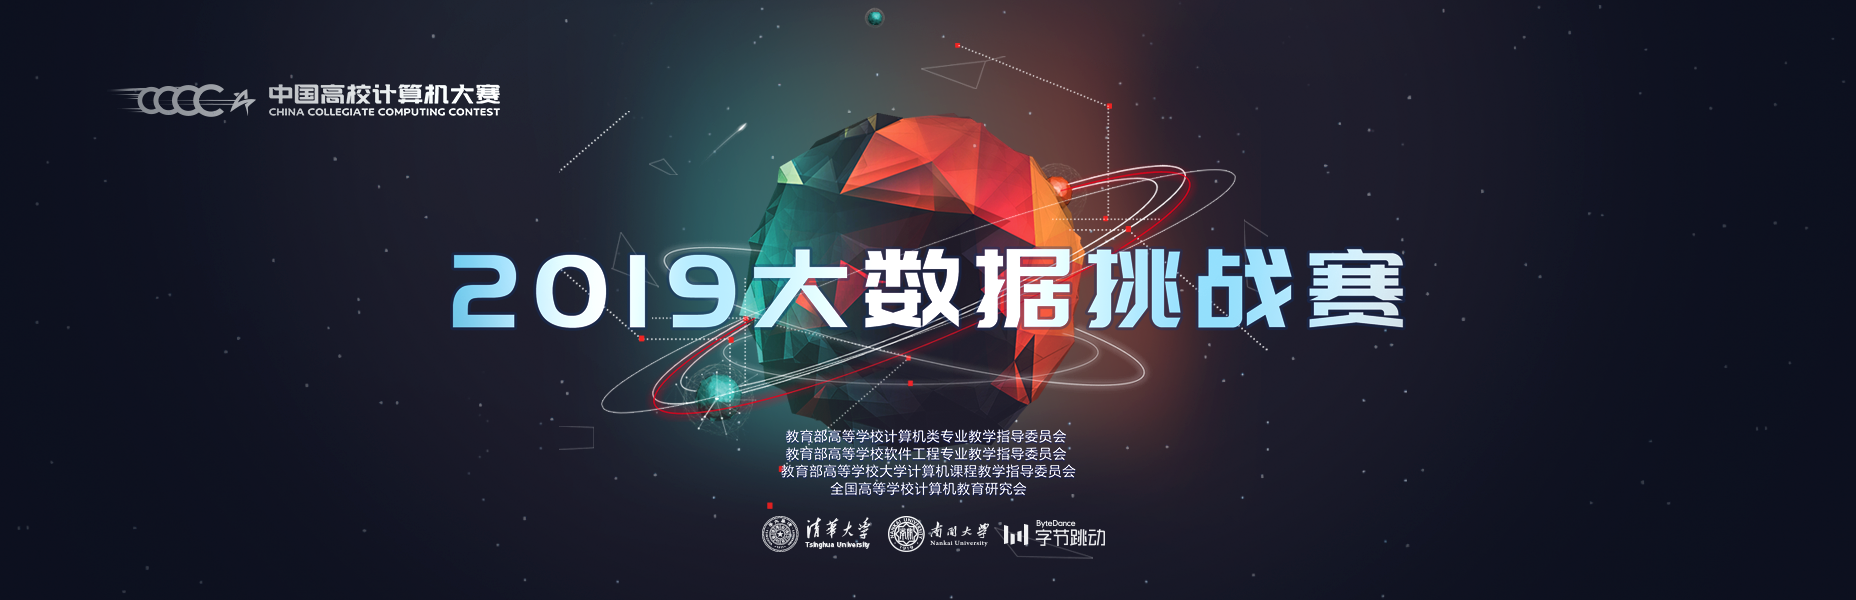 中国高校计算机大赛
CHINA COLLEGIATE COMPUTING CONTEST
2019大数据挑战赛
教育部高等学校计算机类专业教学指导委员会
教育部高等学校软件工程专业教学指导委员会
教育部高等学校大学计算机课程教学指导委员会
全国高等学校计算机教育研究会
清华大学
Tsinghua University
南开大学
Nankai University
ByteDance
字节跳动